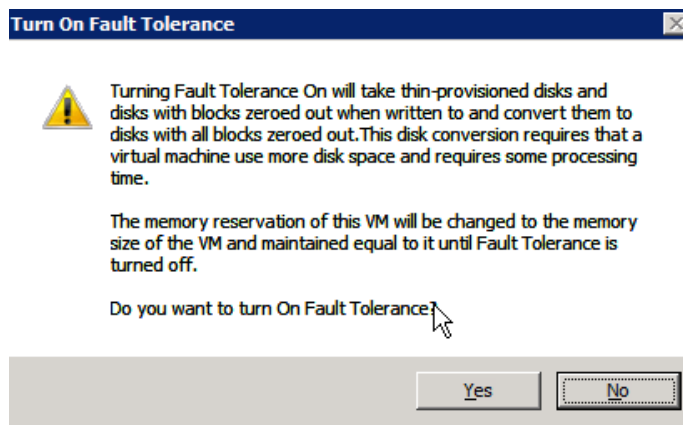 Turn On Fault Tolerance
Turning Fault Tolerance On will take thin-provisioned disks and
disks with blocks zeroed out when written to and convert them to
disks with all blocks zeroed out.This disk conversion requires that a
virtual machine use more disk space and requires some processing
time.
The memory reservation of this VM will be changed to the memory
size of the VM and maintained equal to it until Fault Tolerance is
turned off.
Do you want to turn On Fault Tolerance?
Yes
No